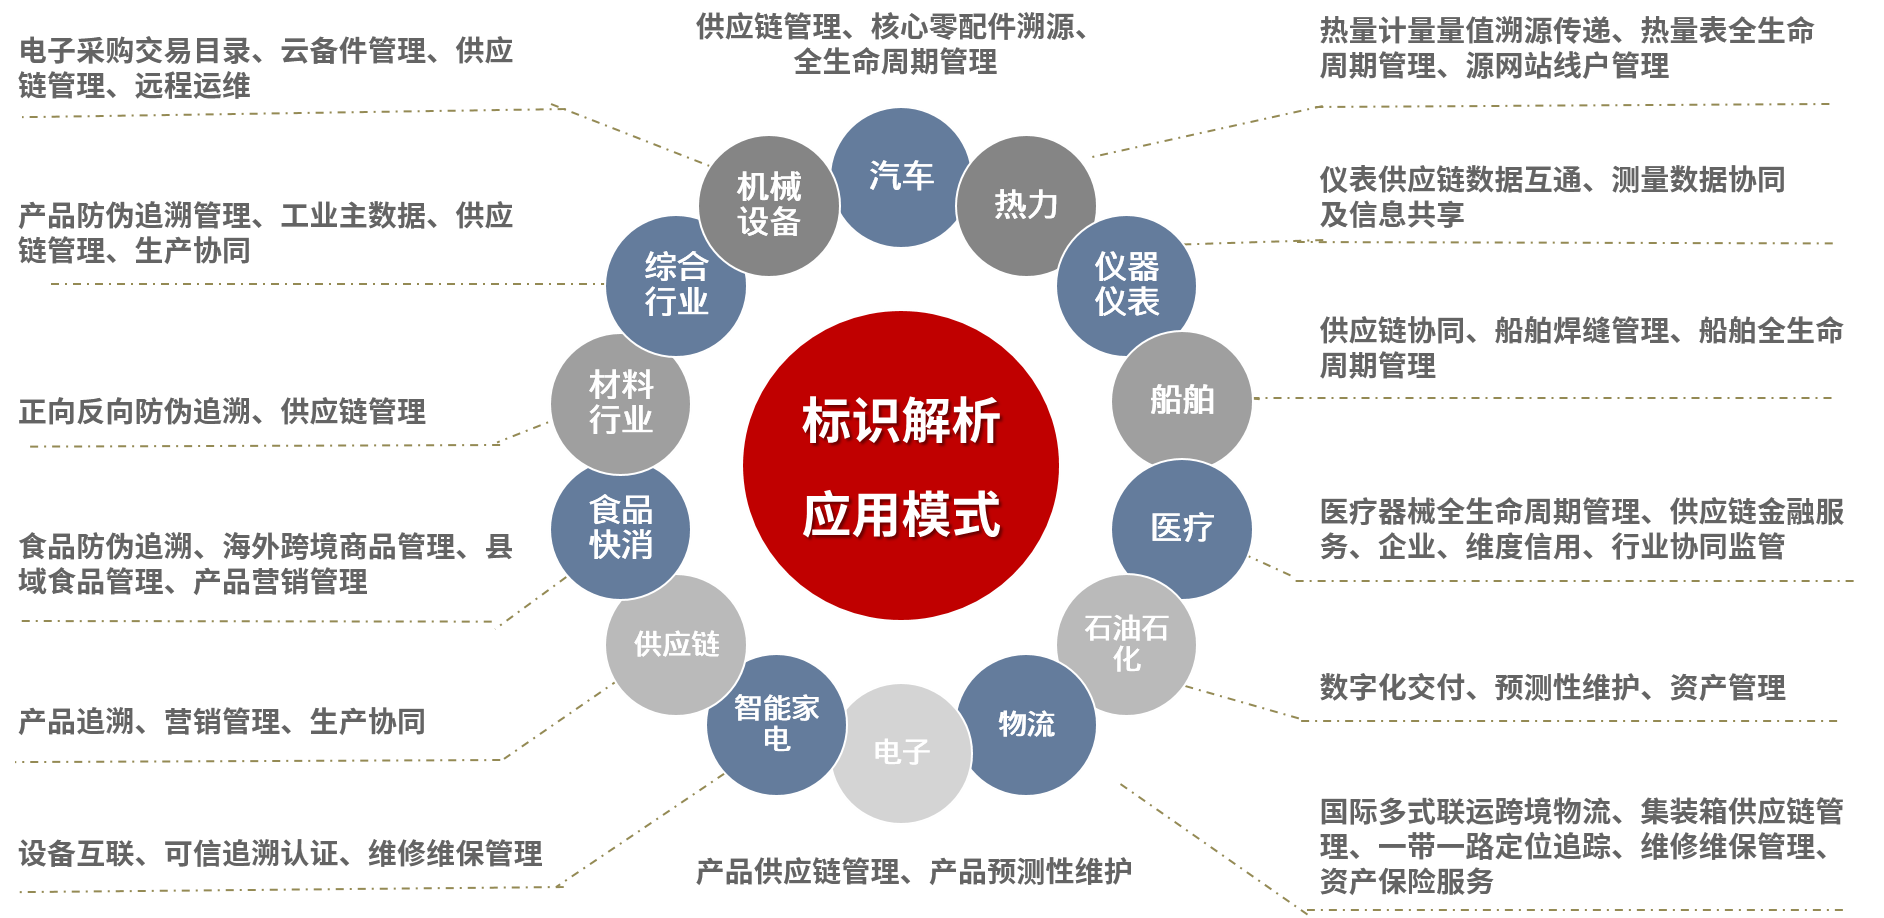 供应链管理、核心零配件溯源、
全生命周期管理
电子采购交易目录、云备件管理、供应
链管理、远程运维
产品防伪追溯管理、工业主数据、供应
链管理、生产协同
正向反向防伪追溯、供应链管理
食品防伪追溯、海外跨境商品管理、县
域食品管理、产品营销管理
产品追溯、营销管理、生产协同
设备互联、可信追溯认证、维修维保管理
汽车
机械
设备
热力
综合
行业
仪器
仪表
材料
行业
船舶
标识解析
应用模式
食品
快消
医疗
供应链
石油石
化
智能家
电
物流
电子
产品供应链管理、产品预测性维护
热量计量量值溯源传递、热量表全生命
周期管理、源网站线户管理
仪表供应链数据互通、测量数据协同
及信息共享
供应链协同、船舶焊缝管理、船舶全生命
周期管理
医疗器械全生命周期管理、供应链金融服
务、企业、维度信用、行业协同监管
数字化交付、预测性维护、资产管理
国际多式联运跨境物流、集装箱供应链管
理、一带一路定位追踪、维修维保管理、
资产保险服务